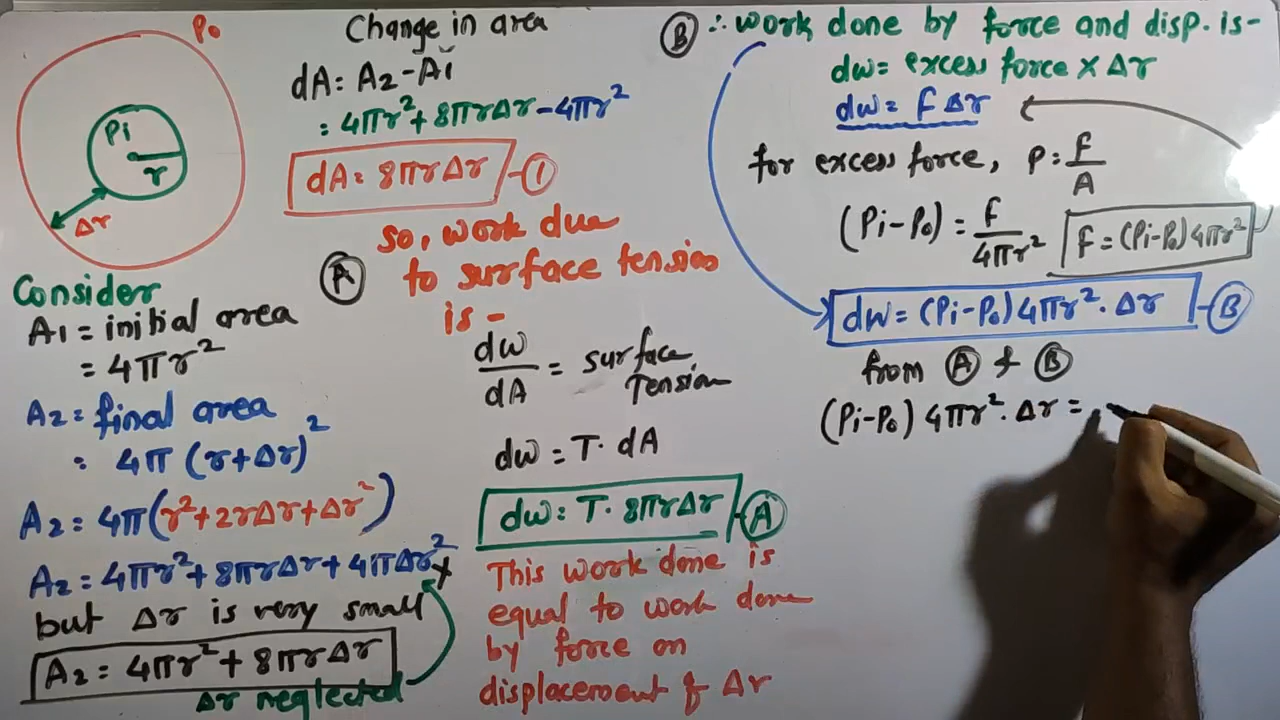 P₀
Pi
r
Δr
Consider
A₁ = initial area
= 4πr²
A₂ = final area
: 4π (r+Δr)²
A₂ = 4π(r²+2rΔr+Δr²)
A₂ = 4πr²+8πrΔr+4πΔr²
but Δr is very small
A₂ = 4πr²+8πrΔr
Δr neglected
Change in area
dA: A₂-A₁
: 4πr²+8πrΔr-4πr²
dA = 8πrΔr -①
Ⓐ so, work due
to surface tension
is -
dw/dA = surface Tension
dw = T· dA
dw = T· 8πrΔr -Ⓐ
This work done is
equal to work done
by force on
displacement of Δr
Ⓑ ∴ work done by force and disp. is-
dw = excess force × Δr
dw = F Δr
for excess force, P = F/A
(Pi-P₀) = F/4πr² F = (Pi-P₀)4πr²
dw = (Pi-P₀)4πr²·Δr -Ⓑ
from Ⓐ & Ⓑ
(Pi-P₀) 4πr²·Δr =